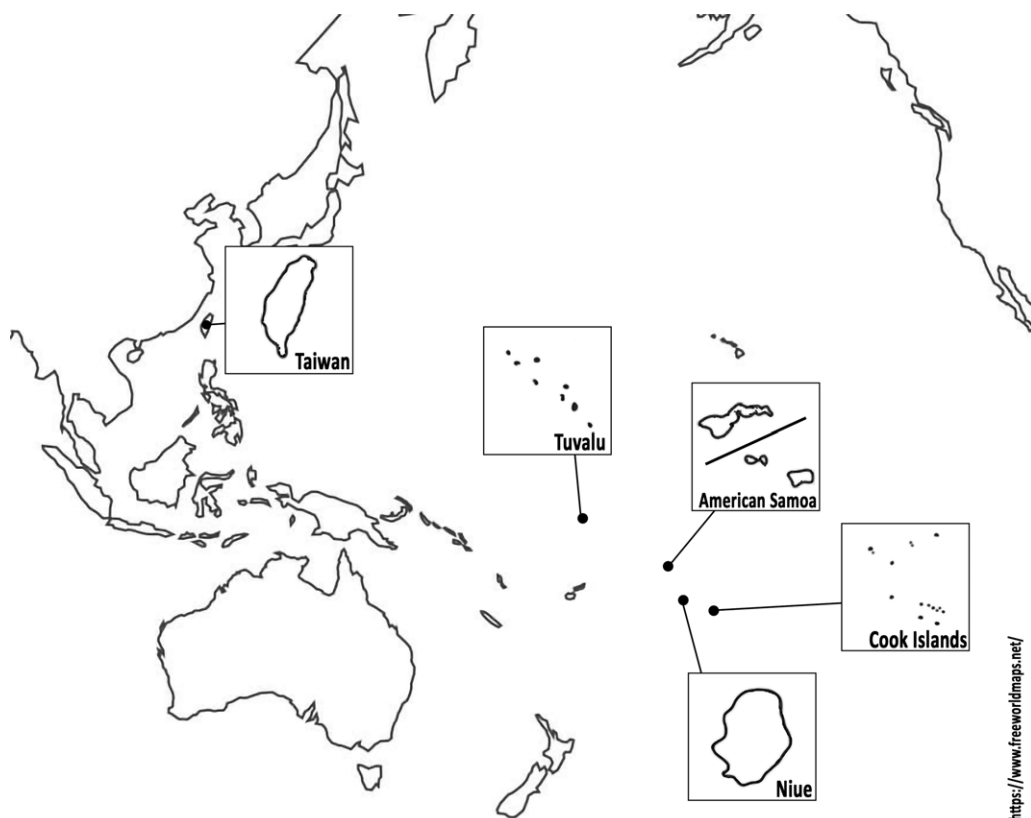 Taiwan
Tuvalu
American Samoa
Cook Islands
Niue
https://www.freeworldmaps.net/